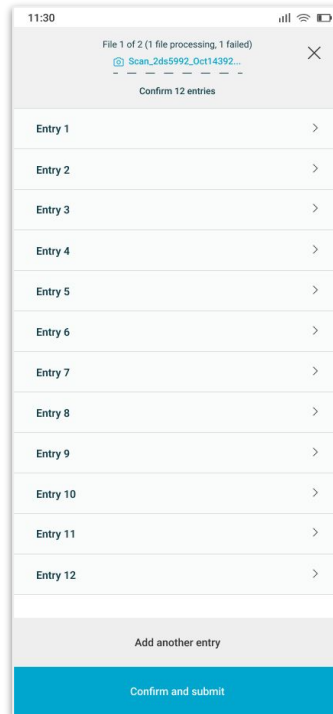 11:30
File 1 of 2 (1 file processing, 1 failed)
Scan_2ds5992_Oct14392...
Confirm 12 entries
Entry 1
Entry 2
Entry 3
Entry 4
Entry 5
Entry 6
Entry 7
Entry 8
Entry 9
Entry 10
Entry 11
Entry 12
Add another entry
Confirm and submit